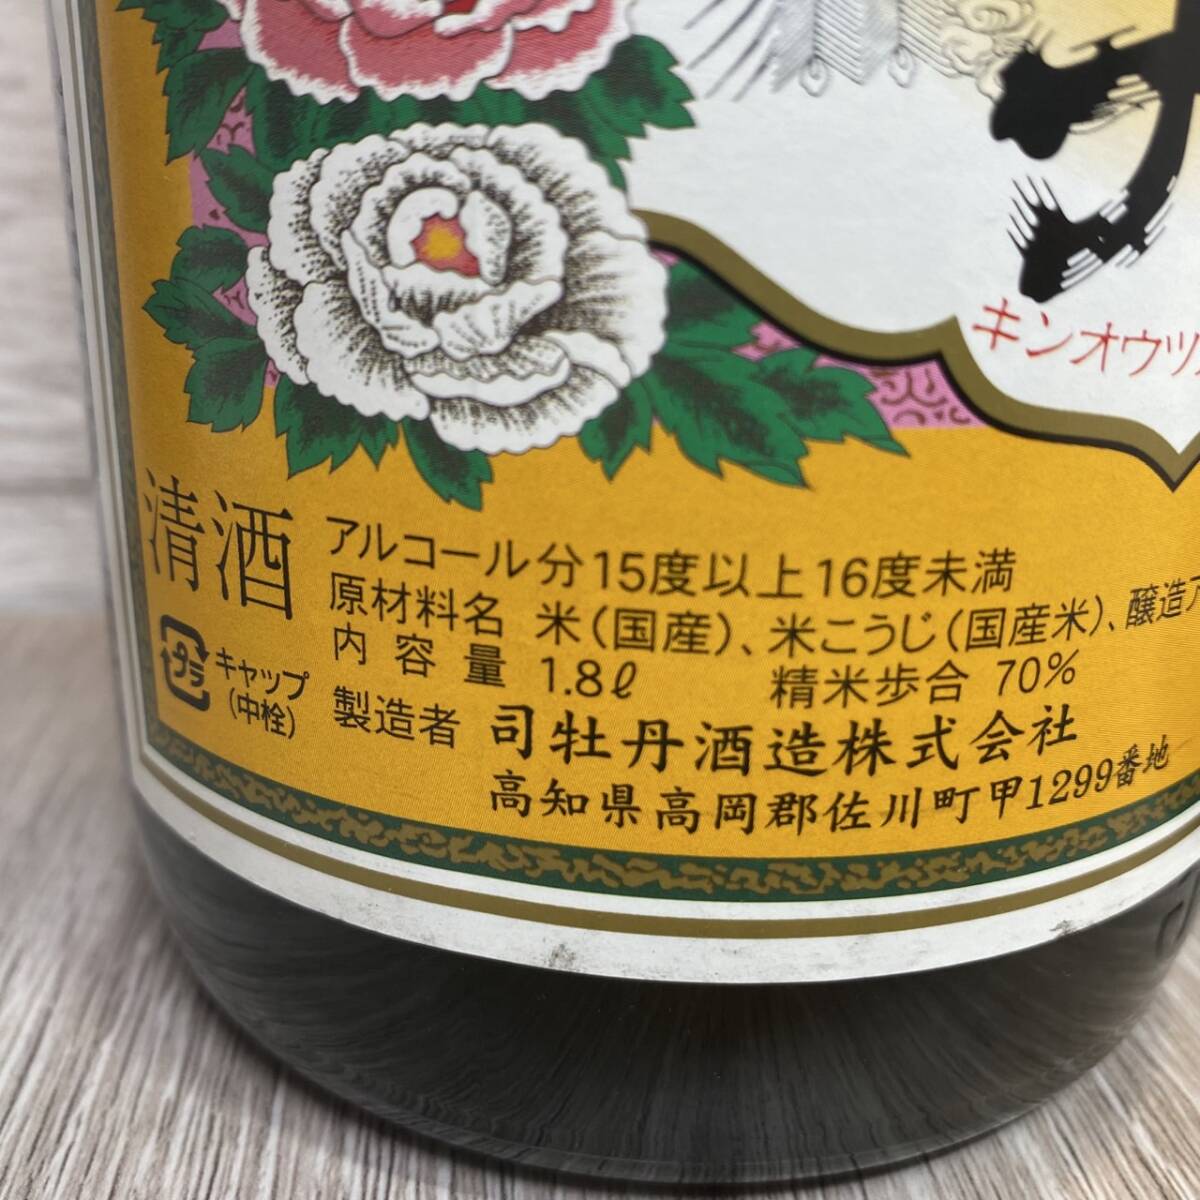 キンオウツカ
清酒
アルコール分15度以上16度未満
原材料名 米(国産)、米こうじ(国産米)、醸造ア
内容量 1.8ℓ 精米歩合 70%
製造者 司牡丹酒造株式会社
高知県高岡郡佐川町甲1299番地
プラ
キャップ
(中栓)